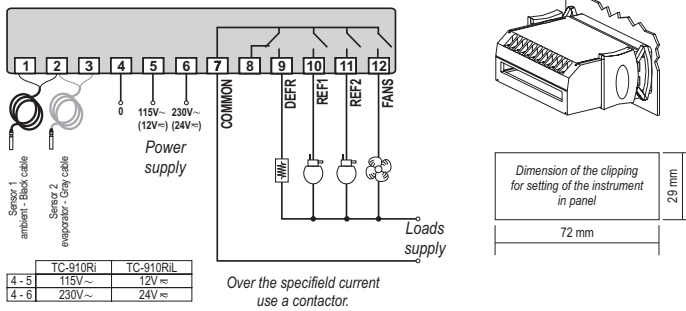 1 2 3 4 5 6 7 8 9 10 11 12
COMMON
DEFR
REF1
REF2
FANS
0
115V~ 230V~
(12V≂) (24V≂)
Power
supply
Sensor 1
ambient - Black cable
Sensor 2
evaporator - Gray cable
Loads
supply
TC-910Ri TC-910RiL
4 - 5 115V~ 12V≂
4 - 6 230V~ 24V≂
Over the specifield current
use a contactor.
Dimension of the clipping
for setting of the instrument
in panel
29 mm
72 mm